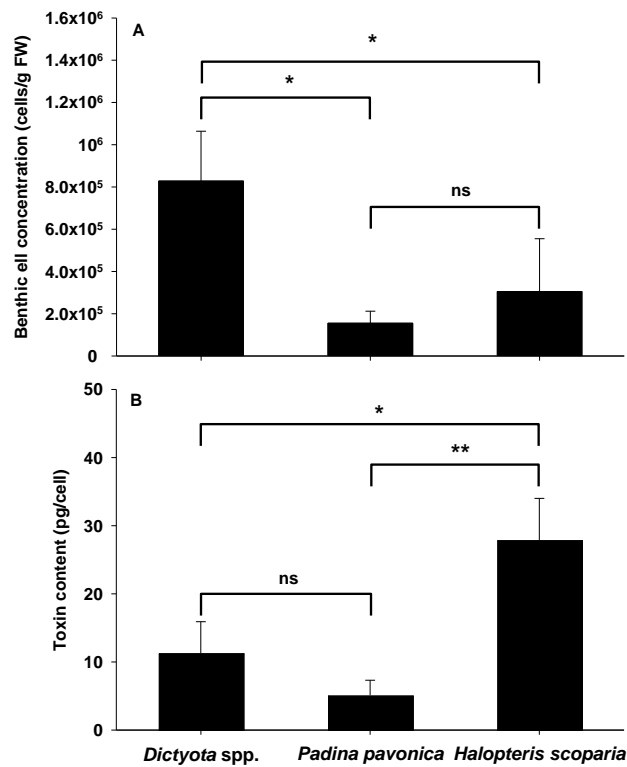 A
Benthic ell concentration (cells/g FW)
1.6x10⁶
1.4x10⁶
1.2x10⁶
10⁶
8.0x10⁵
6.0x10⁵
4.0x10⁵
2.0x10⁵
0
*
*
ns
B
Toxin content (pg/cell)
50
40
30
20
10
0
*
**
ns
Dictyota spp. Padina pavonica Halopteris scoparia